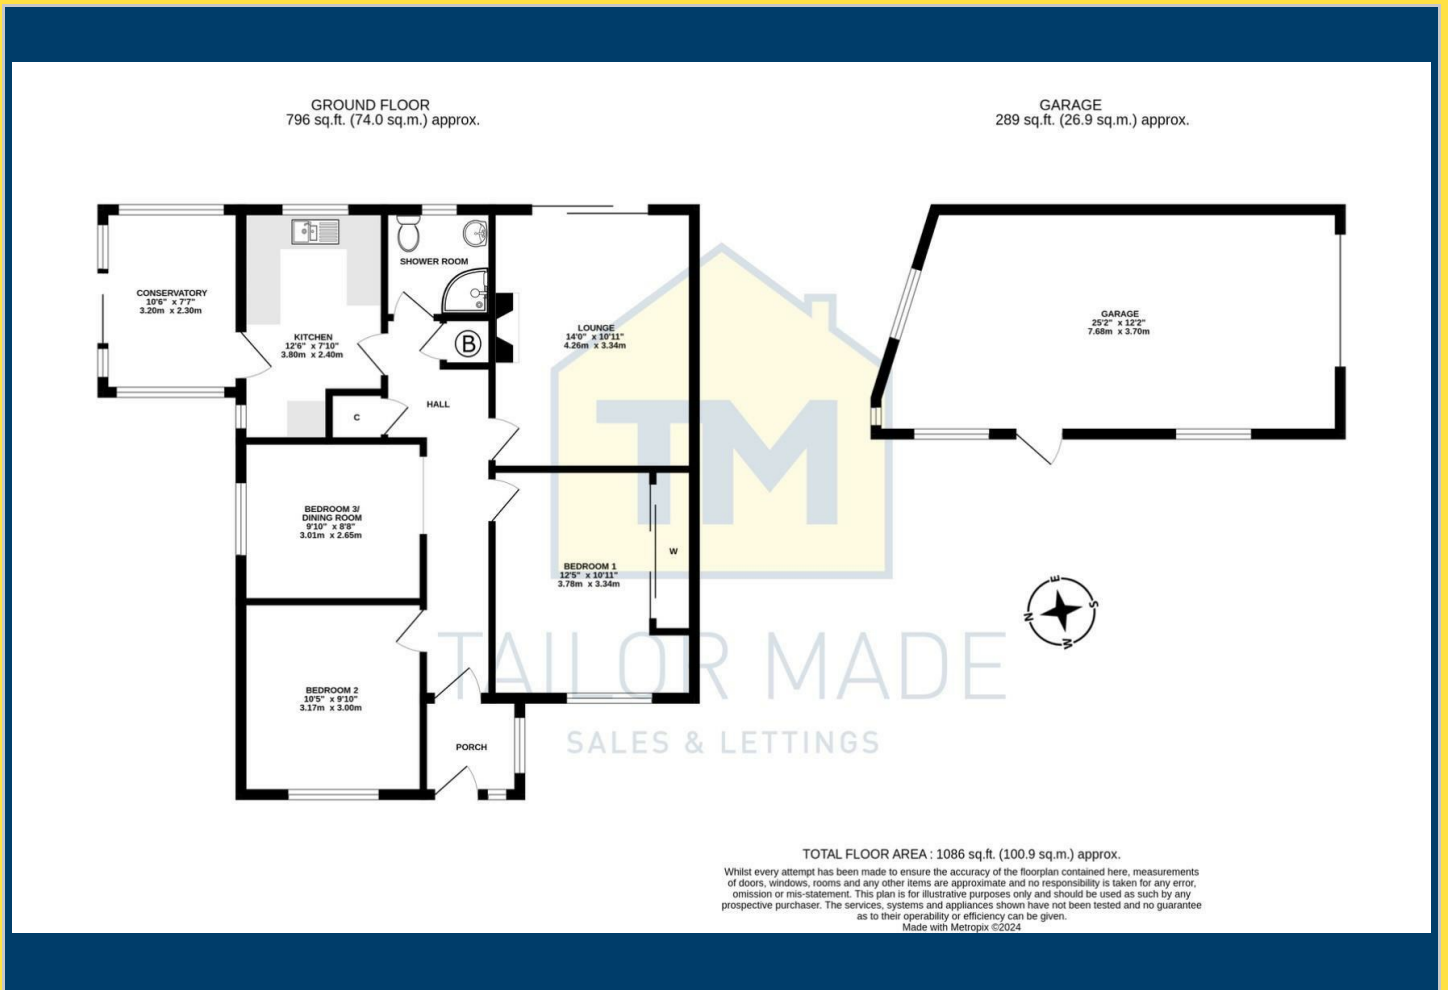 GROUND FLOOR
796 sq.ft. (74.0 sq.m.) approx.
GARAGE
289 sq.ft. (26.9 sq.m.) approx.
CONSERVATORY
10'6" x 7'7"
3.20m x 2.30m
KITCHEN
12'6" x 7'10"
3.80m x 2.40m
SHOWER ROOM
B
LOUNGE
14'0" x 10'11"
4.26m x 3.34m
GARAGE
25'2" x 12'2"
7.68m x 3.70m
HALL
C
BEDROOM 3/
DINING ROOM
9'10" x 8'8"
3.01m x 2.65m
TM
BEDROOM 1
12'5" x 10'11"
3.78m x 3.34m
W
E
N
S
W
BEDROOM 2
10'5" x 9'10"
3.17m x 3.00m
TAILOR MADE
SALES & LETTINGS
PORCH
TOTAL FLOOR AREA : 1086 sq.ft. (100.9 sq.m.) approx.
Whilst every attempt has been made to ensure the accuracy of the floorplan contained here, measurements
of doors, windows, rooms and any other items are approximate and no responsibility is taken for any error,
omission or mis-statement. This plan is for illustrative purposes only and should be used as such by any
prospective purchaser. The services, systems and appliances shown have not been tested and no guarantee
as to their operability or efficiency can be given.
Made with Metropix ©2024